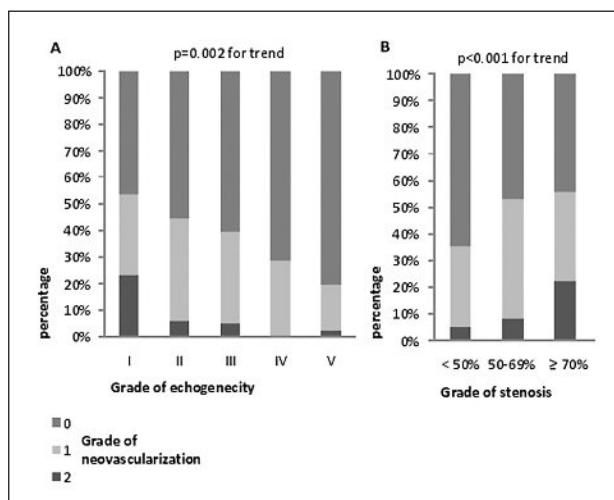 A
p=0.002 for trend
100%
90%
80%
70%
60%
50%
40%
30%
20%
10%
0%
percentage
I II III IV V
Grade of echogenecity
B
p<0.001 for trend
100%
90%
80%
70%
60%
50%
40%
30%
20%
10%
0%
percentage
< 50% 50-69% ≥ 70%
Grade of stenosis
0
1
2
Grade of
neovascularization